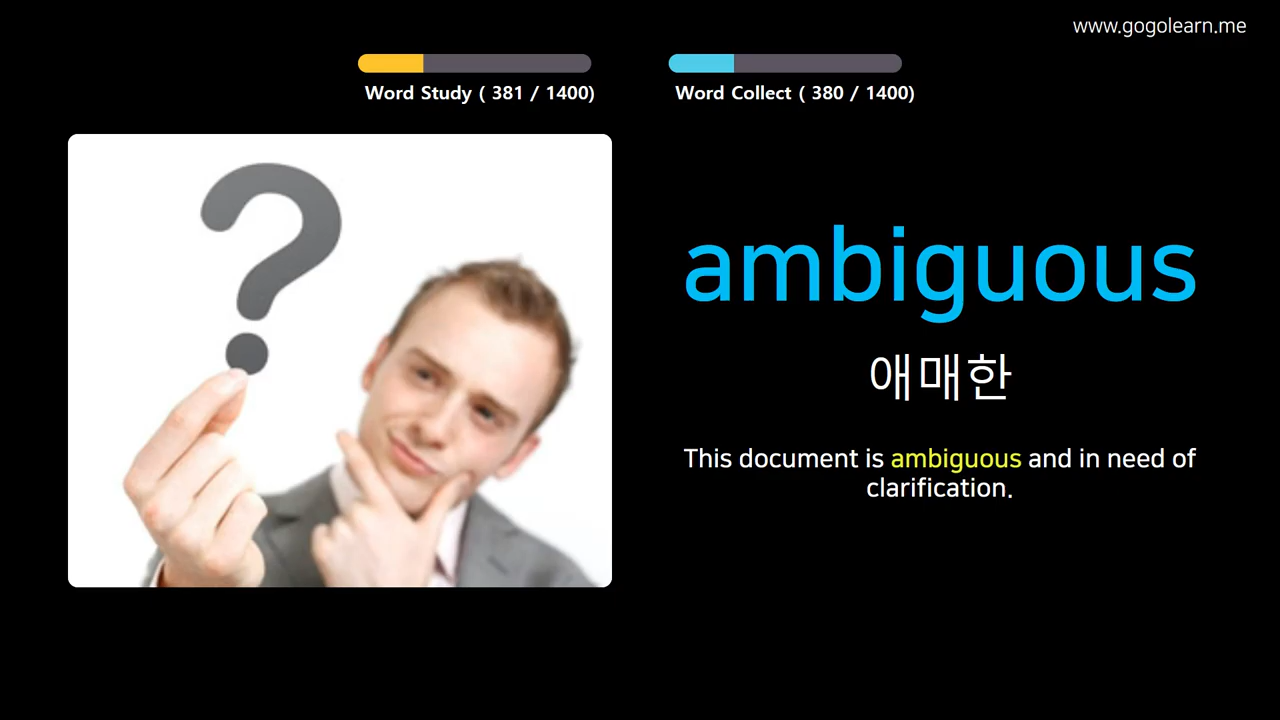 www.gogolearn.me
Word Study ( 381 / 1400)
Word Collect ( 380 / 1400)
?
ambiguous
애매한
This document is ambiguous and in need of
clarification.